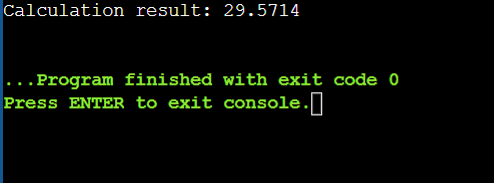 Calculation result: 29.5714
...Program finished with exit code 0
Press ENTER to exit console.